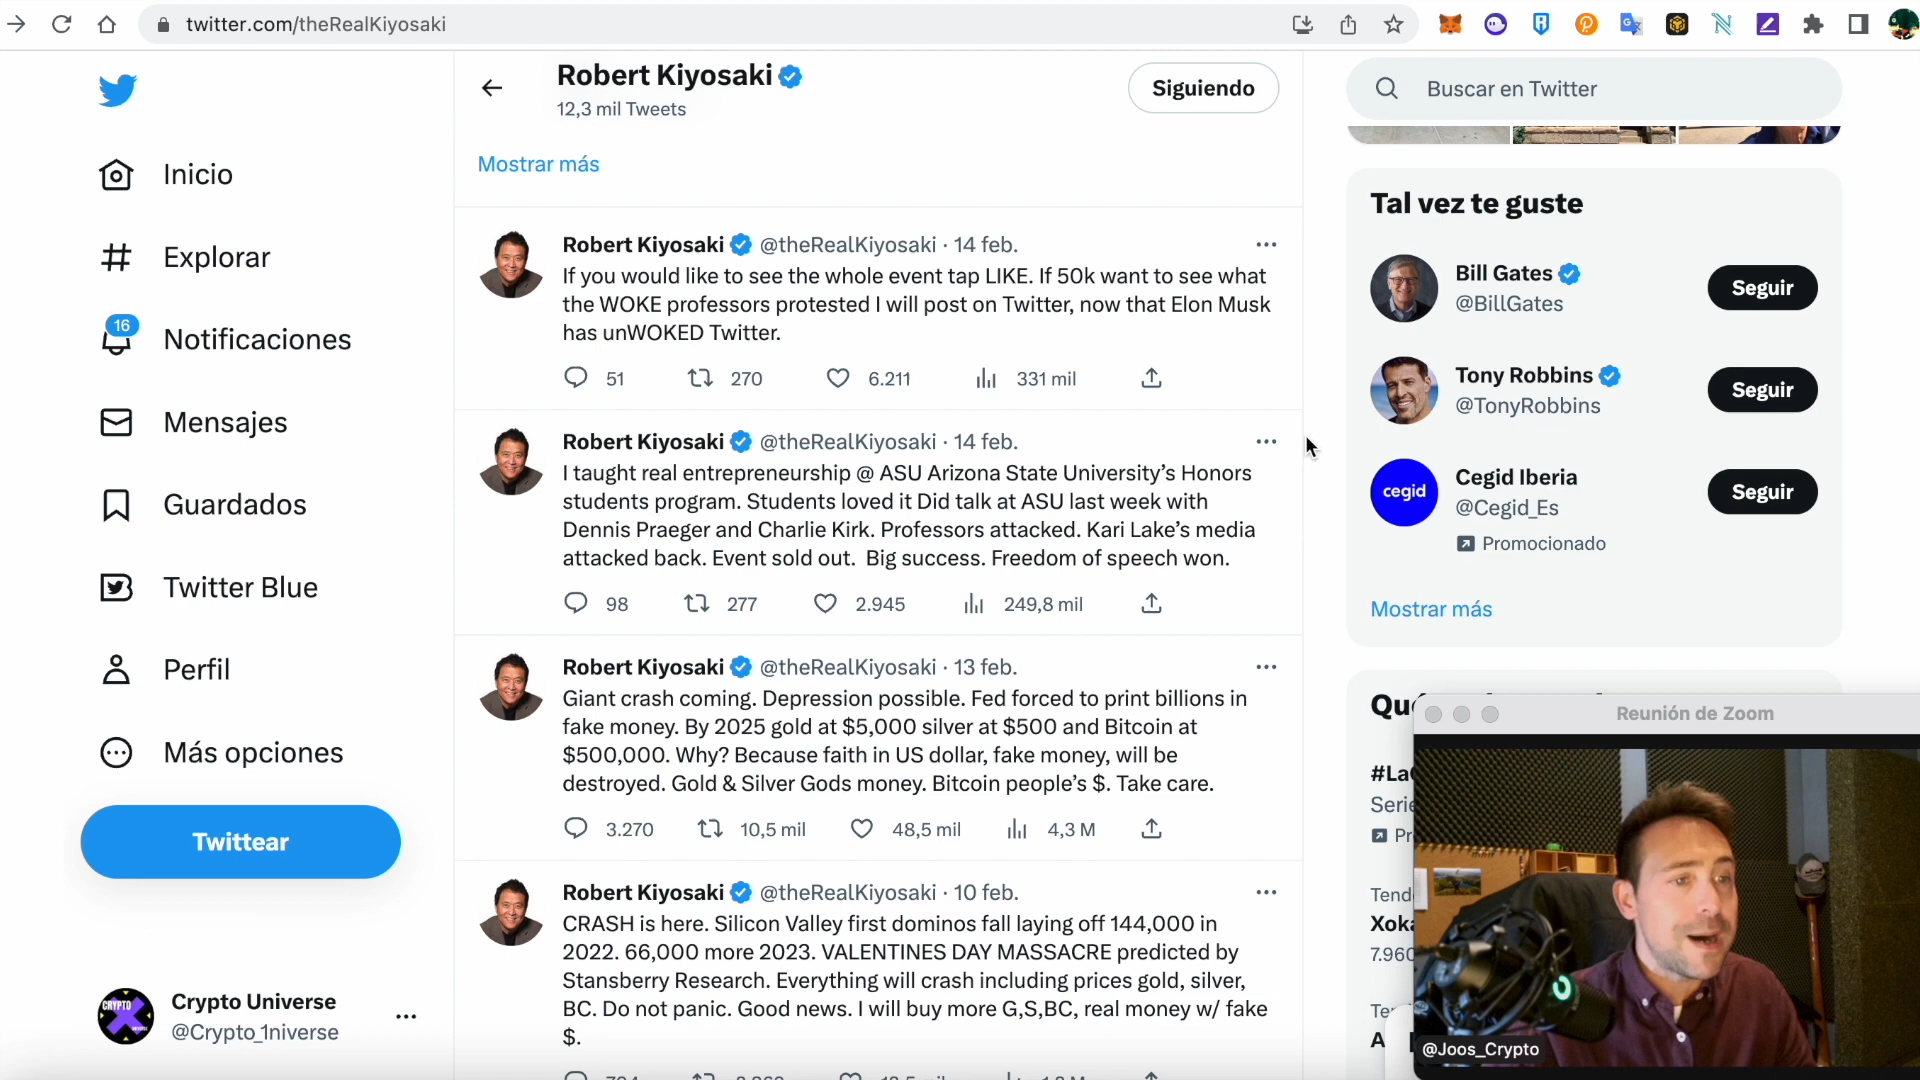 twitter.com/theRealKiyosaki
Robert Kiyosaki
12,3 mil Tweets
Siguiendo
Buscar en Twitter
Mostrar más
Inicio
Explorar
16
Notificaciones
Mensajes
Guardados
Twitter Blue
Perfil
Más opciones
Twittear
Crypto Universe
@Crypto_1niverse
CRYPTO
Robert Kiyosaki @theRealKiyosaki · 14 feb.
If you would like to see the whole event tap LIKE. If 50k want to see what
the WOKE professors protested I will post on Twitter, now that Elon Musk
has unWOKED Twitter.
51 270 6.211 331 mil
Robert Kiyosaki @theRealKiyosaki · 14 feb.
I taught real entrepreneurship @ ASU Arizona State University’s Honors
students program. Students loved it Did talk at ASU last week with
Dennis Praeger and Charlie Kirk. Professors attacked. Kari Lake’s media
attacked back. Event sold out.  Big success. Freedom of speech won.
98 277 2.945 249,8 mil
Robert Kiyosaki @theRealKiyosaki · 13 feb.
Giant crash coming. Depression possible. Fed forced to print billions in
fake money. By 2025 gold at $5,000 silver at $500 and Bitcoin at
$500,000. Why? Because faith in US dollar, fake money, will be
destroyed. Gold & Silver Gods money. Bitcoin people’s $. Take care.
3.270 10,5 mil 48,5 mil 4,3 M
Robert Kiyosaki @theRealKiyosaki · 10 feb.
CRASH is here. Silicon Valley first dominos fall laying off 144,000 in
2022. 66,000 more 2023. VALENTINES DAY MASSACRE predicted by
Stansberry Research. Everything will crash including prices gold, silver,
BC. Do not panic. Good news. I will buy more G,S,BC, real money w/ fake
$.
Tal vez te guste
Bill Gates
@BillGates
Seguir
Tony Robbins
@TonyRobbins
Seguir
cegid
Cegid Iberia
@Cegid_Es
Promocionado
Seguir
Mostrar más
Reunión de Zoom
Serie
Pr
Tend
Xoka
7.960
Te
A
@Joos_Crypto